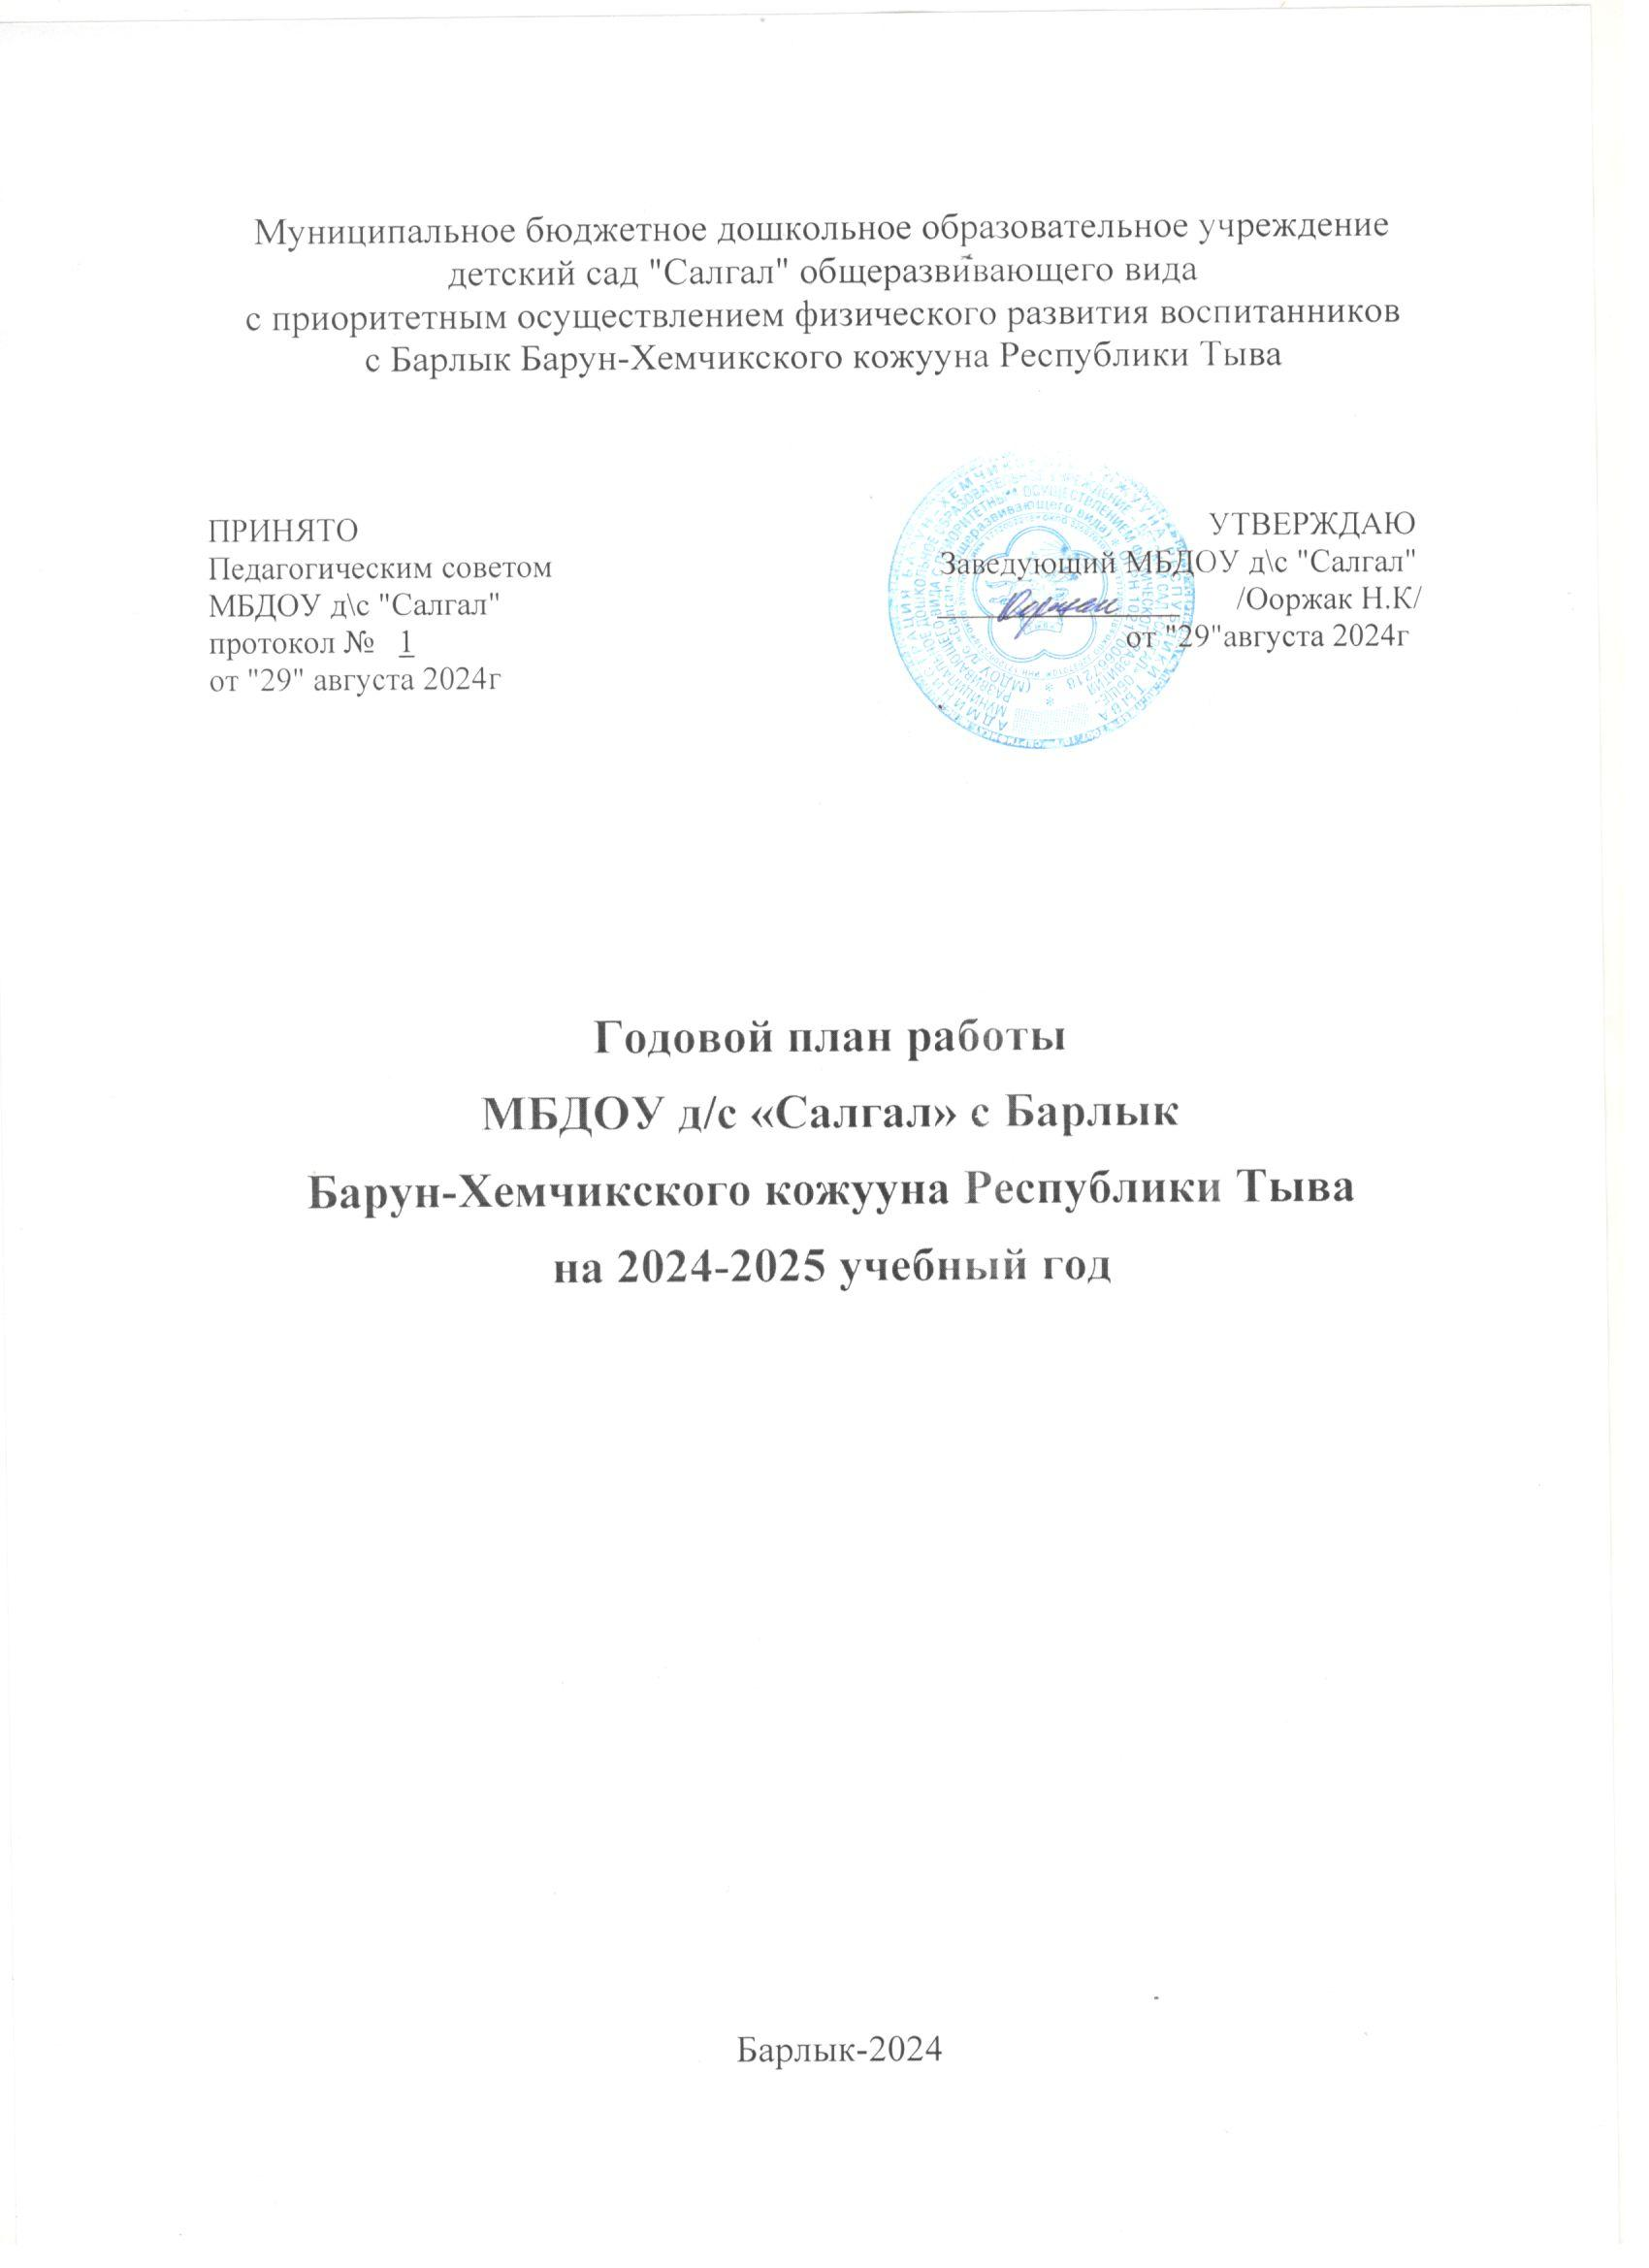 Муниципальное бюджетное дошкольное образовательное учреждение
детский сад "Салгал" общеразвивающего вида
с приоритетным осуществлением физического развития воспитанников
с Барлык Барун-Хемчикского кожууна Республики Тыва
ПРИНЯТО
Педагогическим советом
МБДОУ д\с "Салгал"
протокол № 1
от "29" августа 2024г
УТВЕРЖДАЮ
Заведующий МБДОУ д\с "Салгал"
/Ооржак Н.К/
от "29"августа 2024г
Годовой план работы
МБДОУ д/с «Салгал» с Барлык
Барун-Хемчикского кожууна Республики Тыва
на 2024-2025 учебный год
Барлык-2024